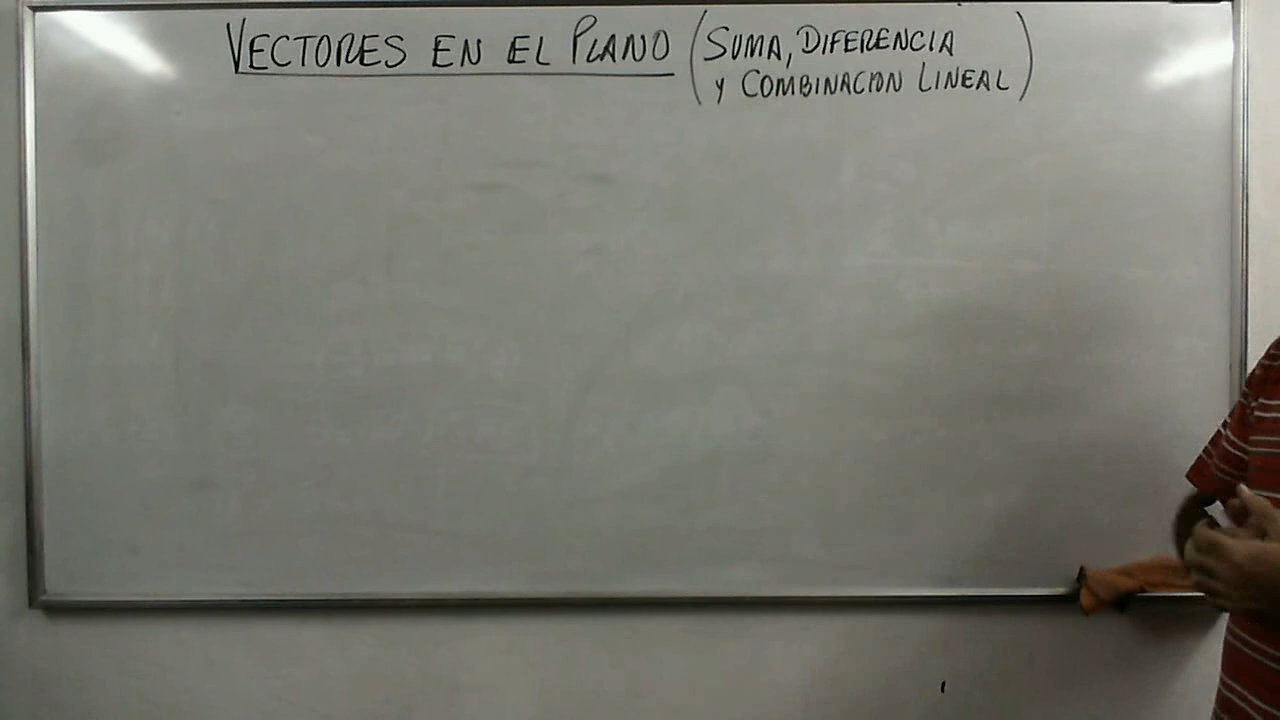 VECTORES EN EL PLANO (SUMA, DIFERENCIA
Y COMBINACION LINEAL)